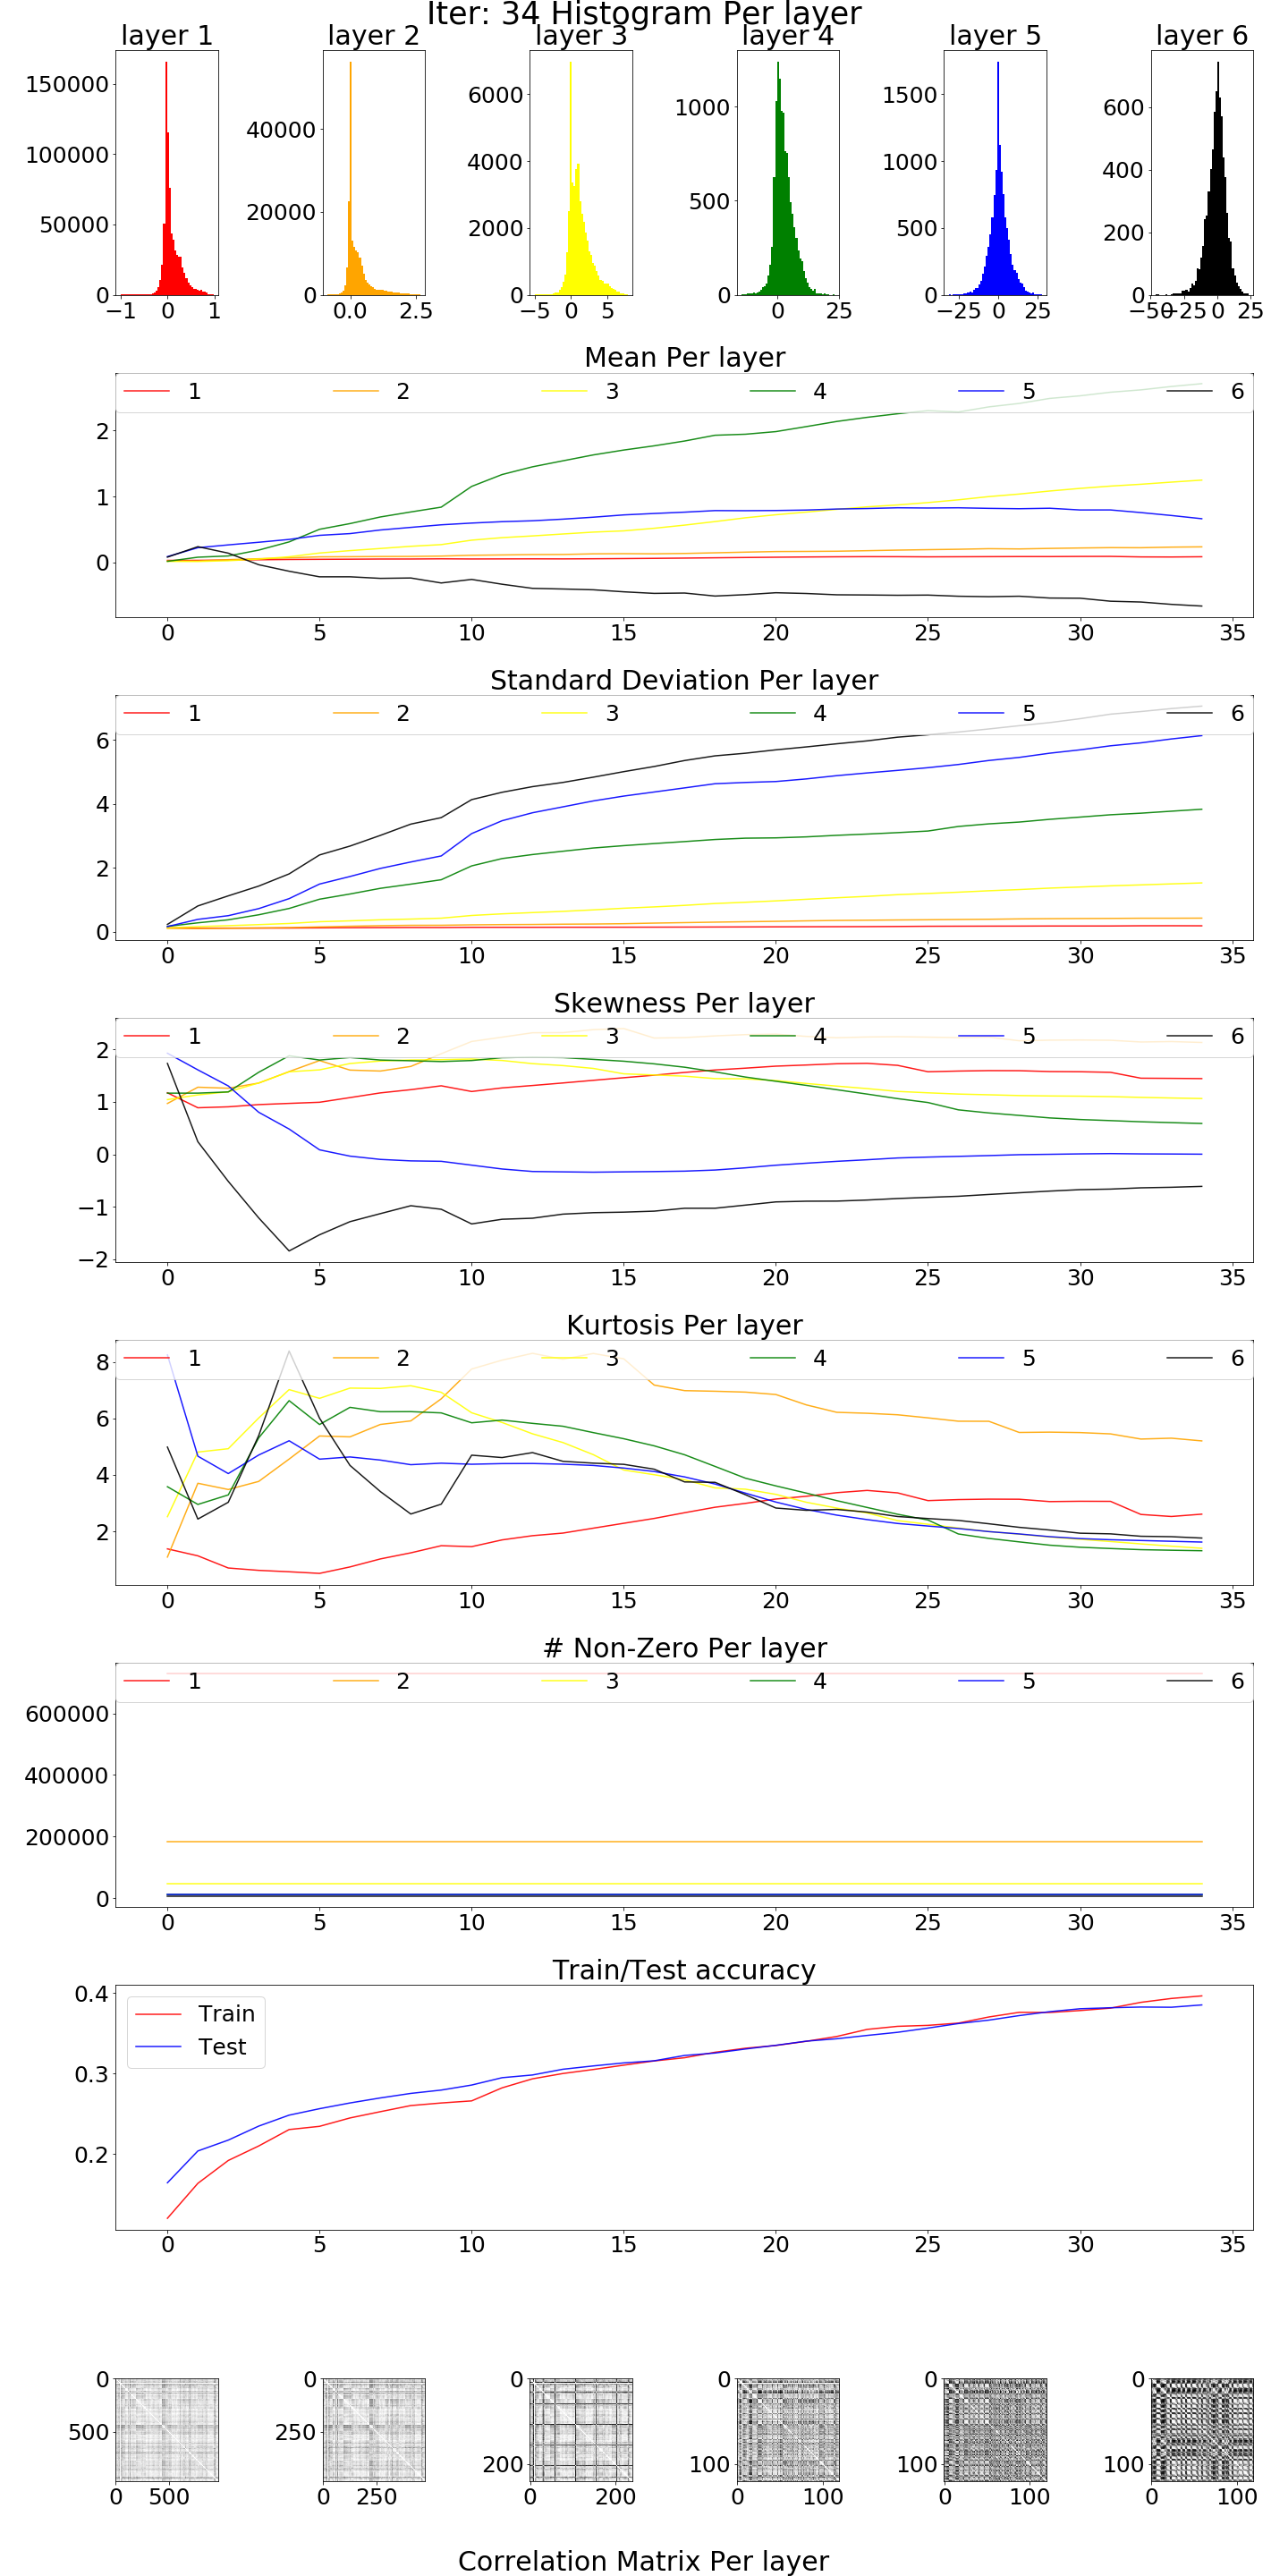 Iter: 34 Histogram Per layer
layer 1 layer 2 layer 3 layer 4 layer 5 layer 6
150000 100000 50000 0
−1 0 1
40000 20000 0
0.0 2.5
6000 4000 2000 0
−5 0 5
1000 500 0
0 25
1500 1000 500 0
−25 0 25
600 400 200 0
−50 −25 0 25
Mean Per layer
1 2 3 4 5 6
2
1
0
0 5 10 15 20 25 30 35
Standard Deviation Per layer
1 2 3 4 5 6
6
4
2
0
0 5 10 15 20 25 30 35
Skewness Per layer
1 2 3 4 5 6
2
1
0
−1
−2
0 5 10 15 20 25 30 35
Kurtosis Per layer
1 2 3 4 5 6
8
6
4
2
0 5 10 15 20 25 30 35
# Non-Zero Per layer
1 2 3 4 5 6
600000
400000
200000
0
0 5 10 15 20 25 30 35
Train/Test accuracy
Train
Test
0.4
0.3
0.2
0 5 10 15 20 25 30 35
0 500
0 500
0 250
0 250
0 200
0 200
0 100
0 100
0 100
0 100
0 100
0 100
Correlation Matrix Per layer